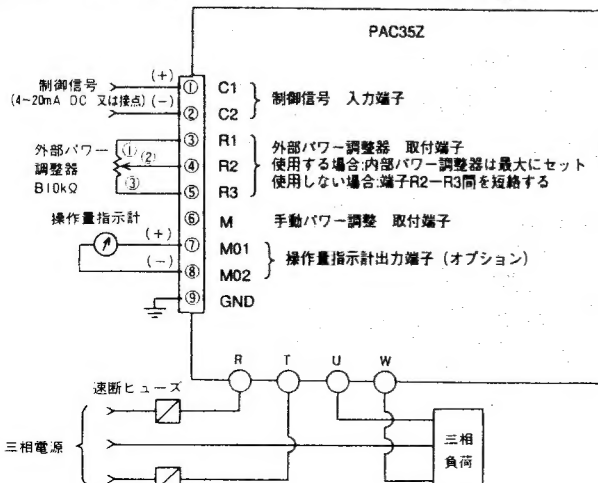 PAC35Z
制御信号 (+) ① C1
(4~20mA DC 又は接点) (-) ② C2
制御信号 入力端子
外部パワー調整器 B10kΩ
① ② ③
③ R1
④ R2
⑤ R3
外部パワー調整器 取付端子
使用する場合:内部パワー調整器は最大にセット
使用しない場合:端子R2-R3間を短絡する
⑥ M 手動パワー調整 取付端子
操作量指示計
(+) ⑦ M01
(-) ⑧ M02
操作量指示計出力端子 (オプション)
⑨ GND
R T U W
速断ヒューズ
三相電源
三相
負荷